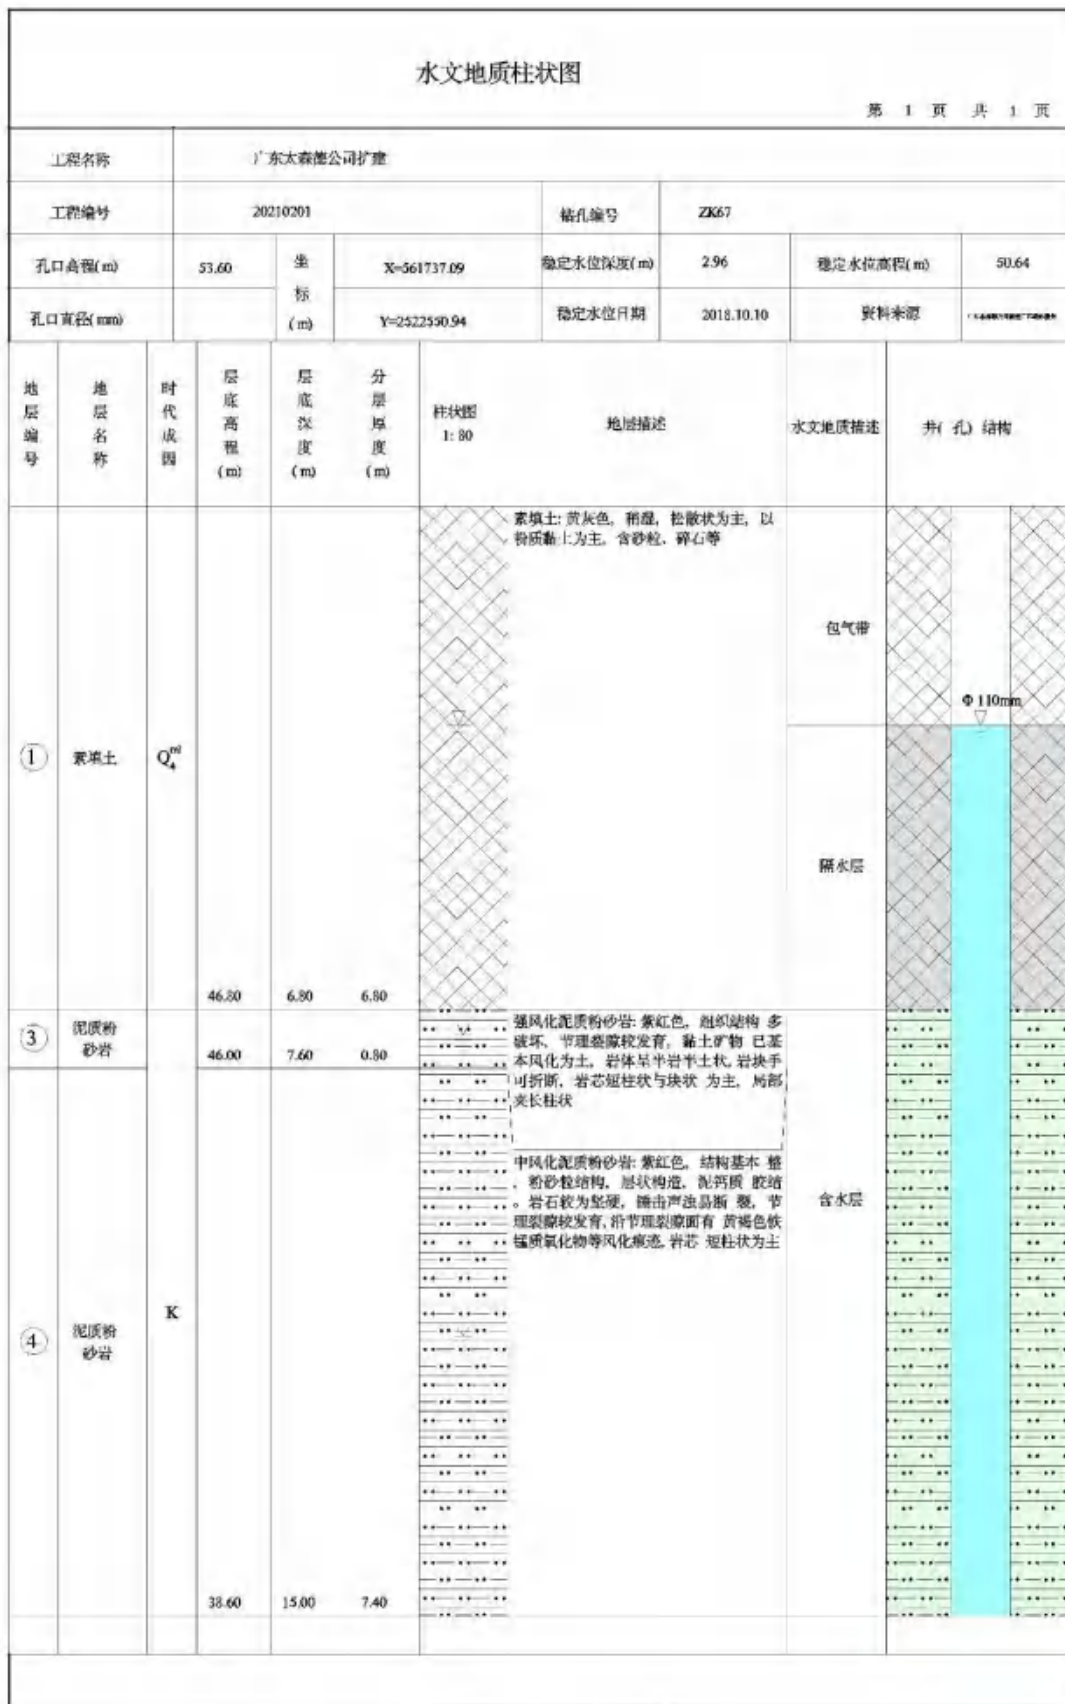 水文地质柱状图
第 1 页 共 1 页
工程名称 广东太森德公司扩建
工程编号 20210201 钻孔编号 ZK67
孔口高程(m) 53.60 坐标(m) X=561737.09 稳定水位深度(m) 2.96 稳定水位高程(m) 50.64
孔口直径(mm) Y=2522550.94 稳定水位日期 2018.10.10 资料来源
地层编号 地层名称 时代成因 层底高程(m) 层底深度(m) 分层厚度(m) 柱状图 1:80 地层描述 水文地质描述 井(孔)结构
素填土: 黄灰色, 稍湿, 松散状为主, 以
粉质黏土为主, 含砂粒、碎石等
包气带
Φ110mm
① 素填土 Q₄ᵐˡ
隔水层
46.80 6.80 6.80
③ 泥质粉砂岩
46.00 7.60 0.80
强风化泥质粉砂岩: 紫红色, 组织结构 多
破坏, 节理裂隙较发育, 黏土矿物 已基
本风化为土, 岩体呈半岩半土状, 岩块手
可折断, 岩芯短柱状与块状 为主, 局部
夹长柱状
中风化泥质粉砂岩: 紫红色, 结构基本 整
, 粉砂粒结构, 层状构造, 泥钙质 胶结
。岩石较为坚硬, 锤击声浊易断 裂, 节
理裂隙较发育, 沿节理裂隙面有 黄褐色铁
锰质氧化物等风化痕迹, 岩芯 短柱状为主
含水层
K
④ 泥质粉砂岩
38.60 15.00 7.40